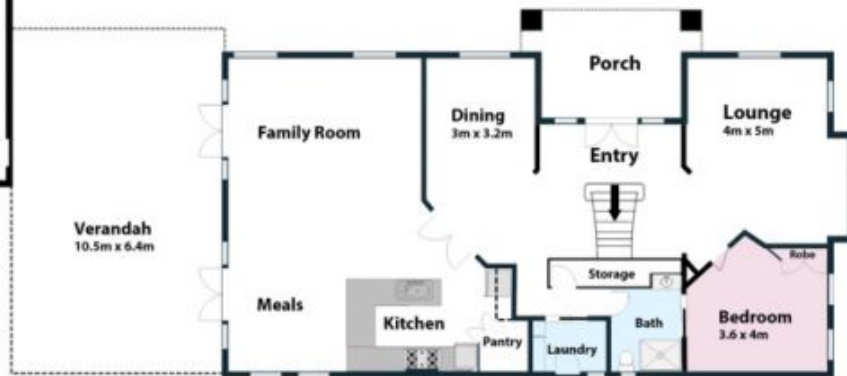 Porch
Dining
3m x 3.2m
Lounge
4m x 5m
Family Room
Entry
Verandah
10.5m x 6.4m
Robe
Storage
Meals
Kitchen
Bedroom
3.6 x 4m
Bath
Pantry
Laundry